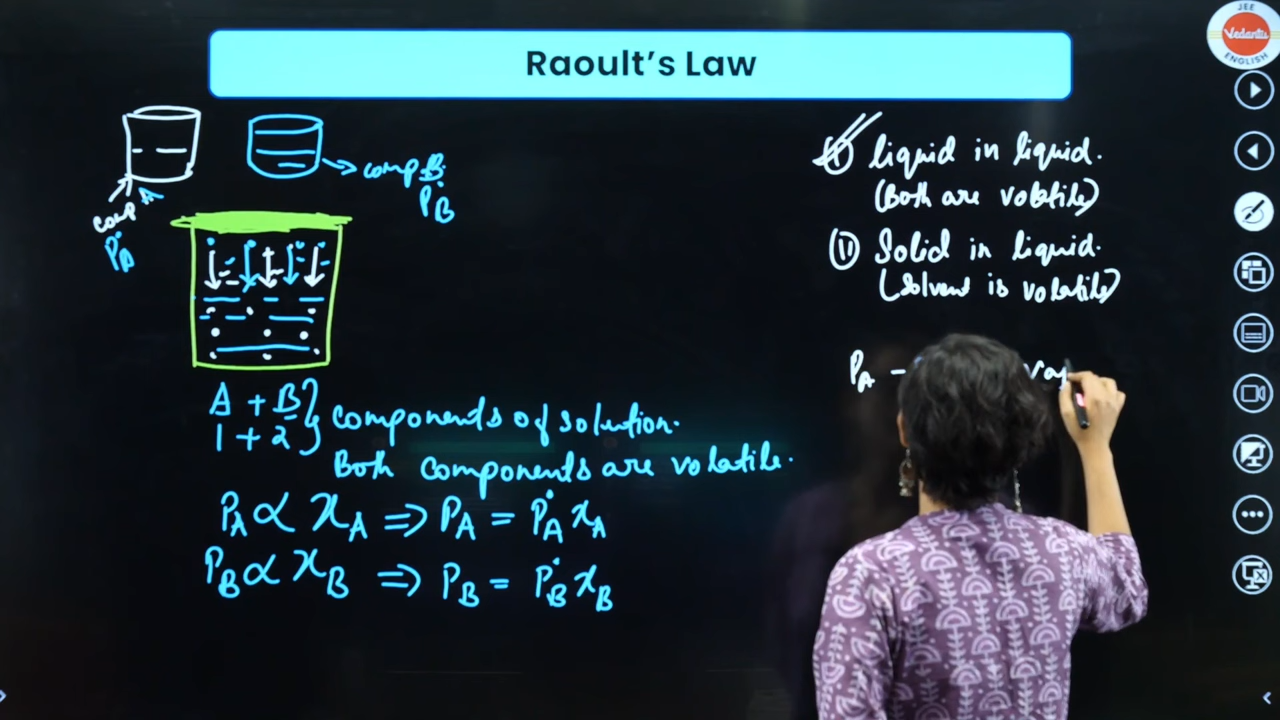 Raoult's Law
JEE
Vedantu
ENGLISH
comp A
P°A
comp B.
P°B
(I) liquid in liquid.
(Both are volatile)
(II) Solid in liquid.
(Solvent is volatile)
PA - vap
A + B } components of solution.
1 + 2
Both components are volatile.
PA ∝ xA ⇒ PA = P°A xA
PB ∝ xB ⇒ PB = P°B xB